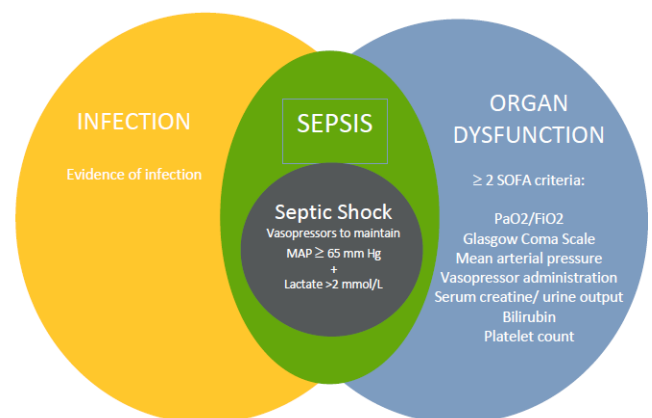 INFECTION
Evidence of infection
SEPSIS
Septic Shock
Vasopressors to maintain
MAP ≥ 65 mm Hg
+
Lactate >2 mmol/L
ORGAN
DYSFUNCTION
≥ 2 SOFA criteria:
PaO2/FiO2
Glasgow Coma Scale
Mean arterial pressure
Vasopressor administration
Serum creatine/ urine output
Bilirubin
Platelet count